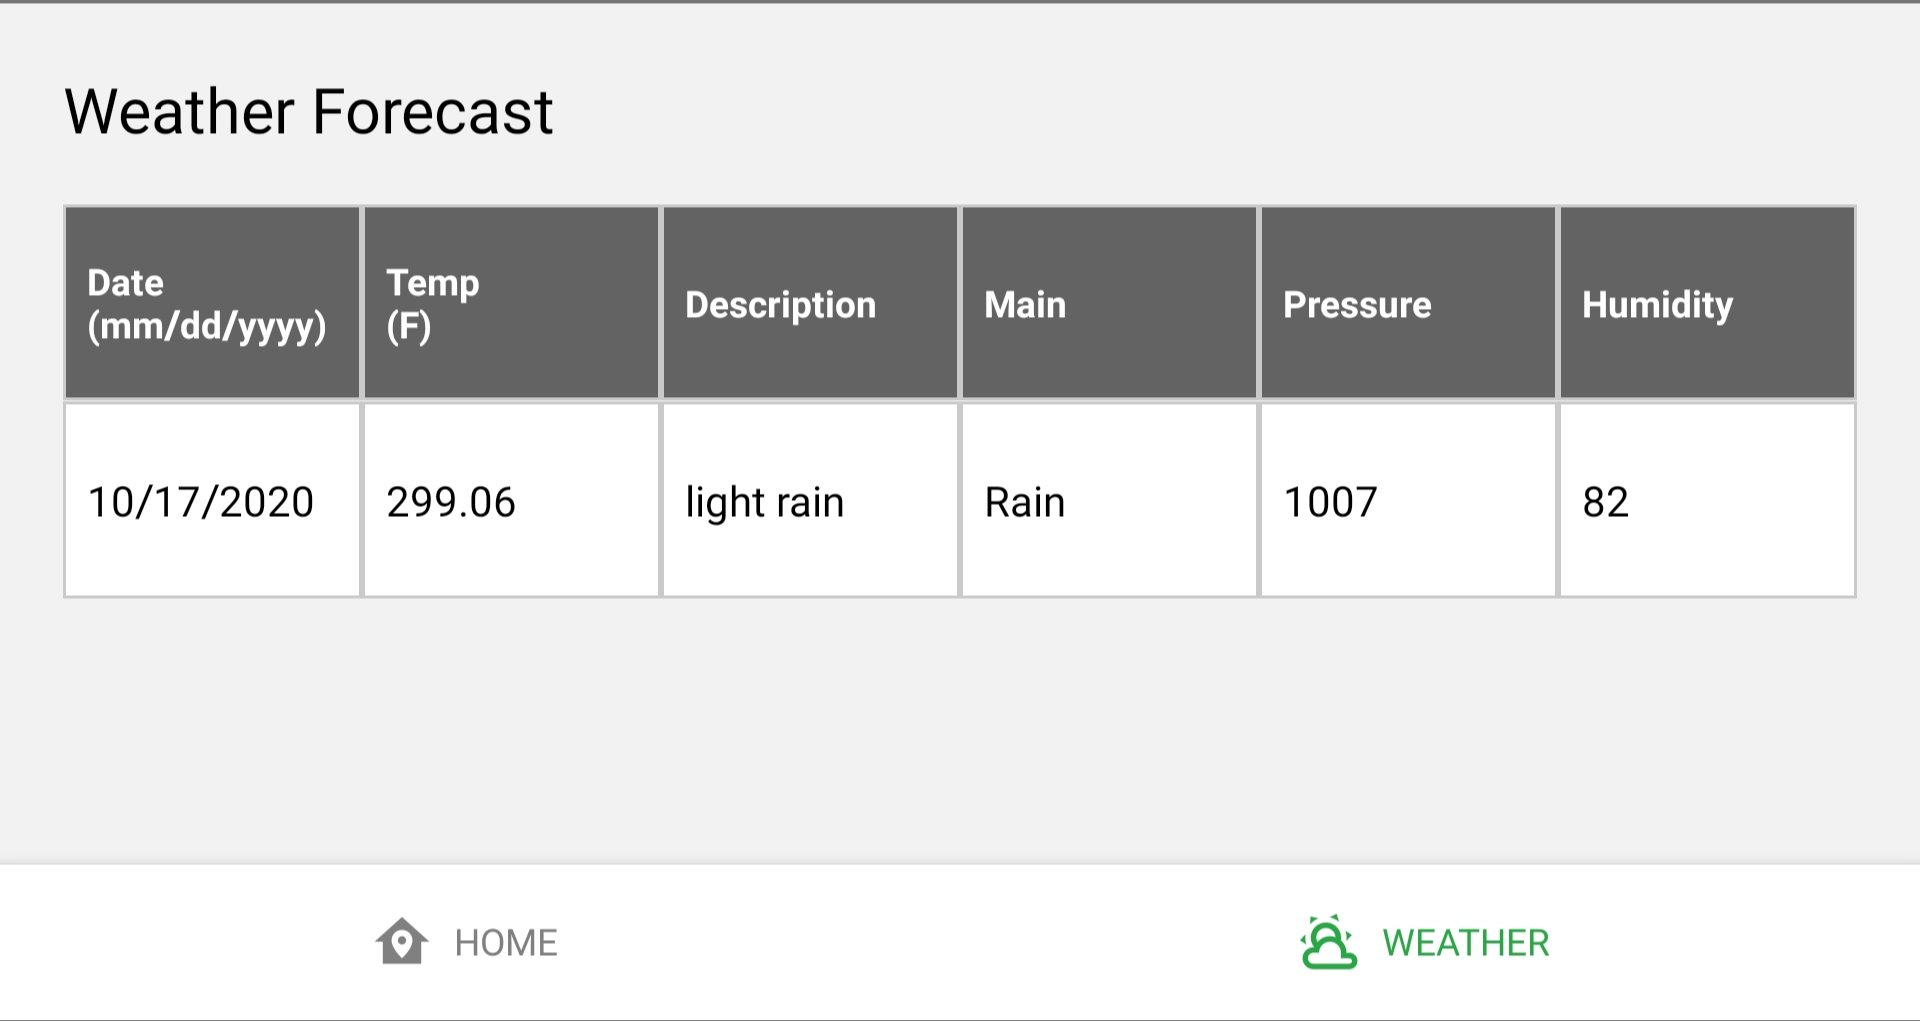 Weather Forecast
Date
(mm/dd/yyyy)
Temp
(F)
Description
Main
Pressure
Humidity
10/17/2020
299.06
light rain
Rain
1007
82
HOME
WEATHER